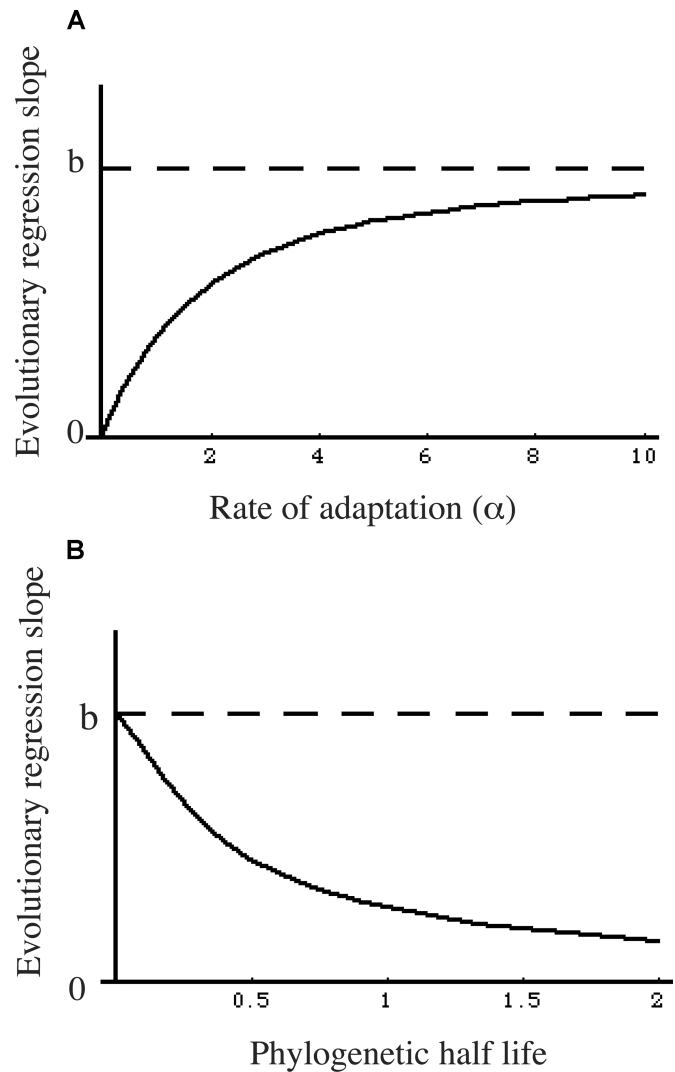 A
Evolutionary regression slope
b
0
2 4 6 8 10
Rate of adaptation (α)
B
Evolutionary regression slope
b
0
0.5 1 1.5 2
Phylogenetic half life